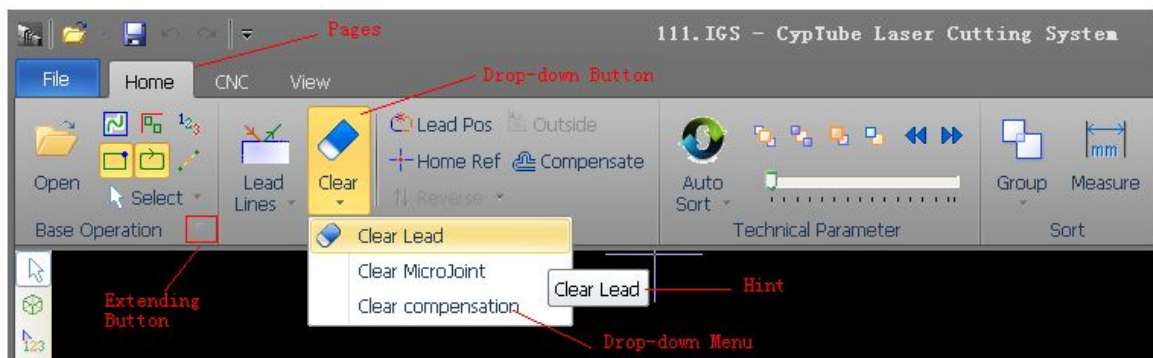 Pages
111.IGS - CypTube Laser Cutting System
File Home CNC View
Drop-down Button
123
Lead Pos Outside
Home Ref Compensate
Reverse
mm
Open Select Lead Lines Clear Auto Sort Group Measure
Base Operation Technical Parameter Sort
Clear Lead
Clear MicroJoint
Clear compensation
Clear Lead
Hint
Extending
Button
123
Drop-down Menu